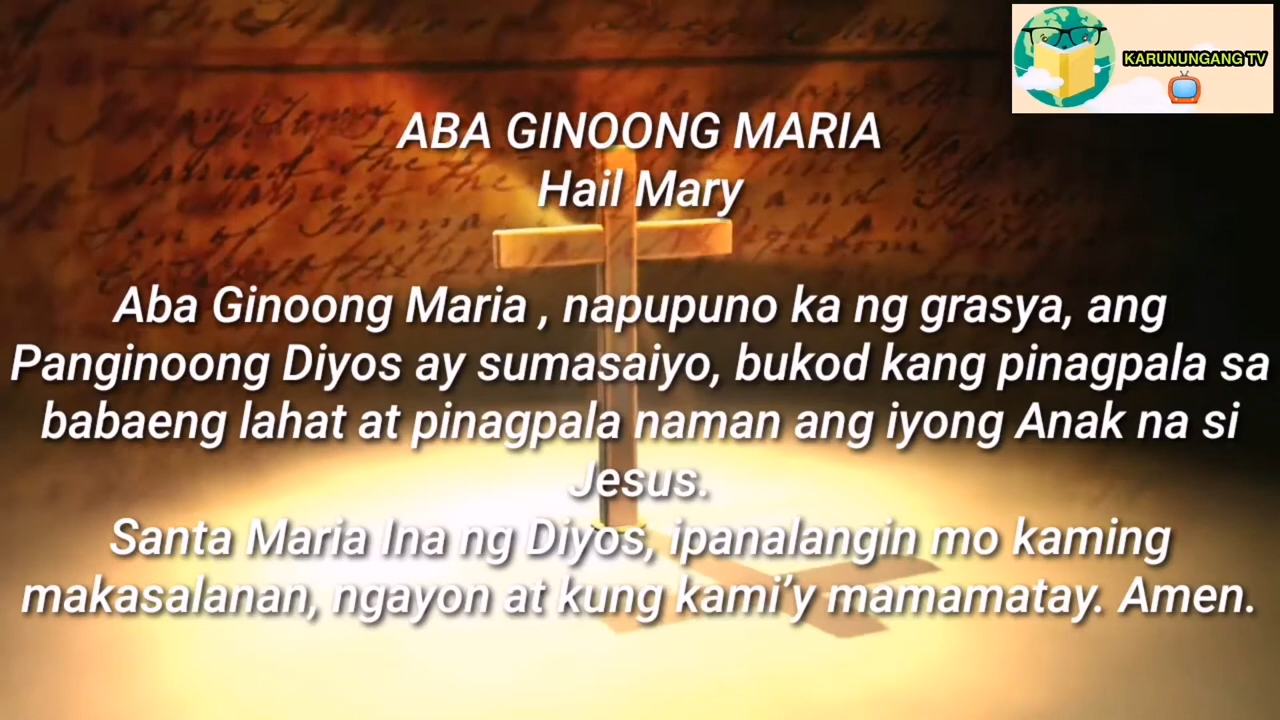 KARUNUNGANG TV
ABA GINOONG MARIA
Hail Mary
Aba Ginoong Maria , napupuno ka ng grasya, ang
Panginoong Diyos ay sumasaiyo, bukod kang pinagpala sa
babaeng lahat at pinagpala naman ang iyong Anak na si
Jesus.
Santa Maria Ina ng Diyos, ipanalangin mo kaming
makasalanan, ngayon at kung kami’y mamamatay. Amen.